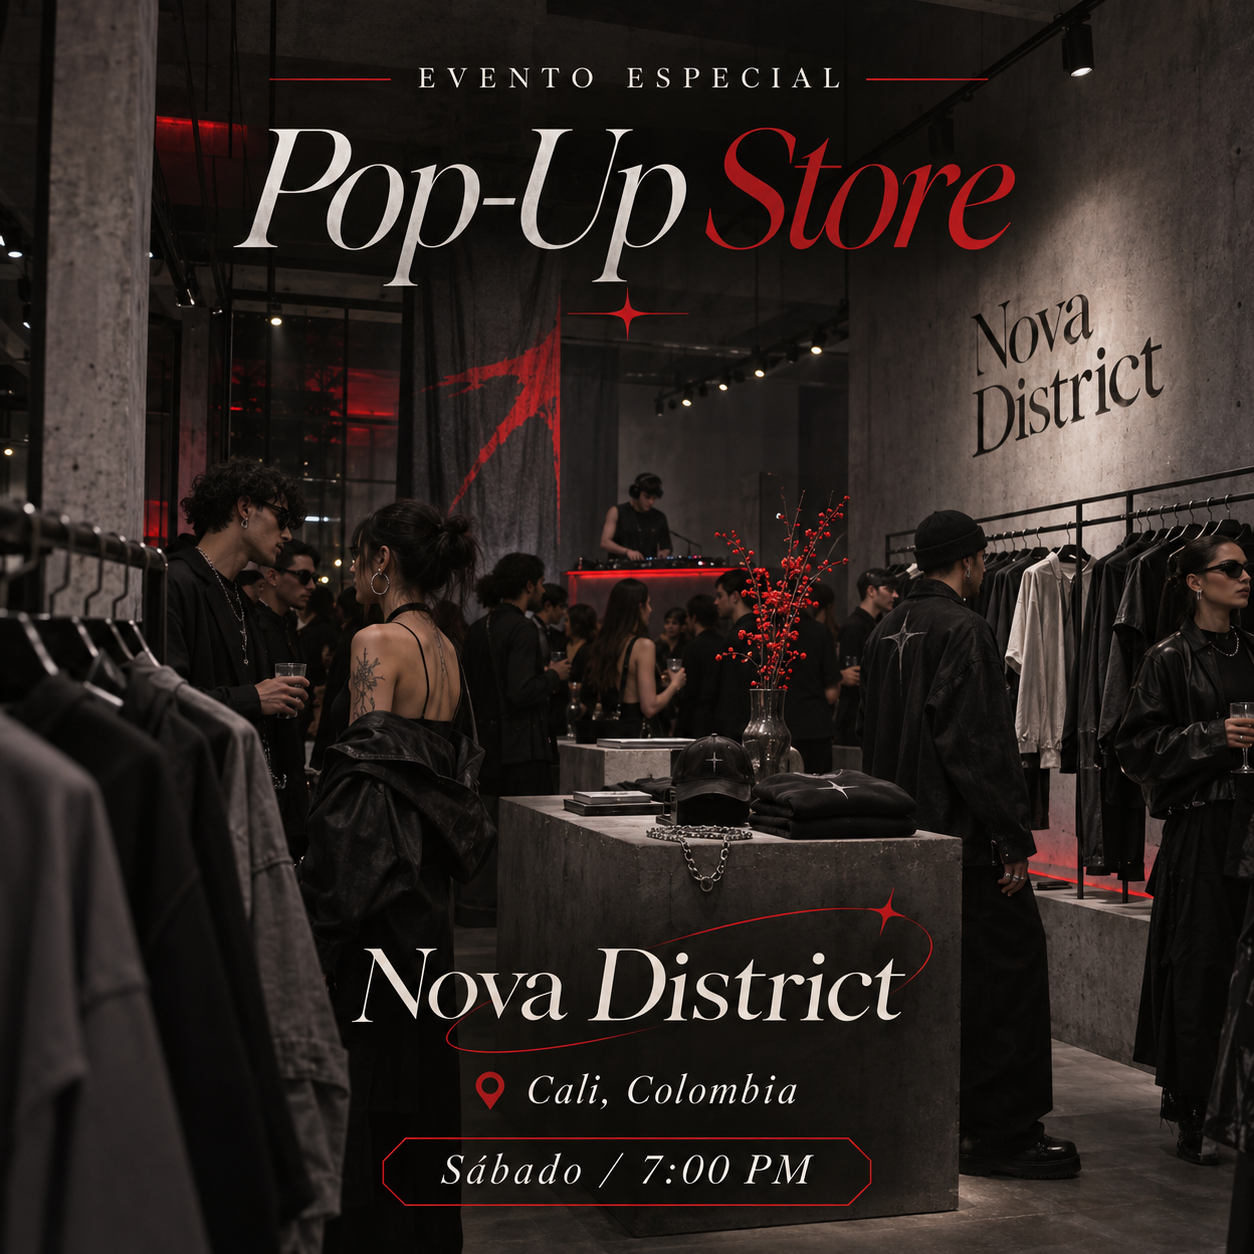 EVENTO ESPECIAL
Pop-Up Store
Nova
District
Nova District
Cali, Colombia
Sábado / 7:00 PM